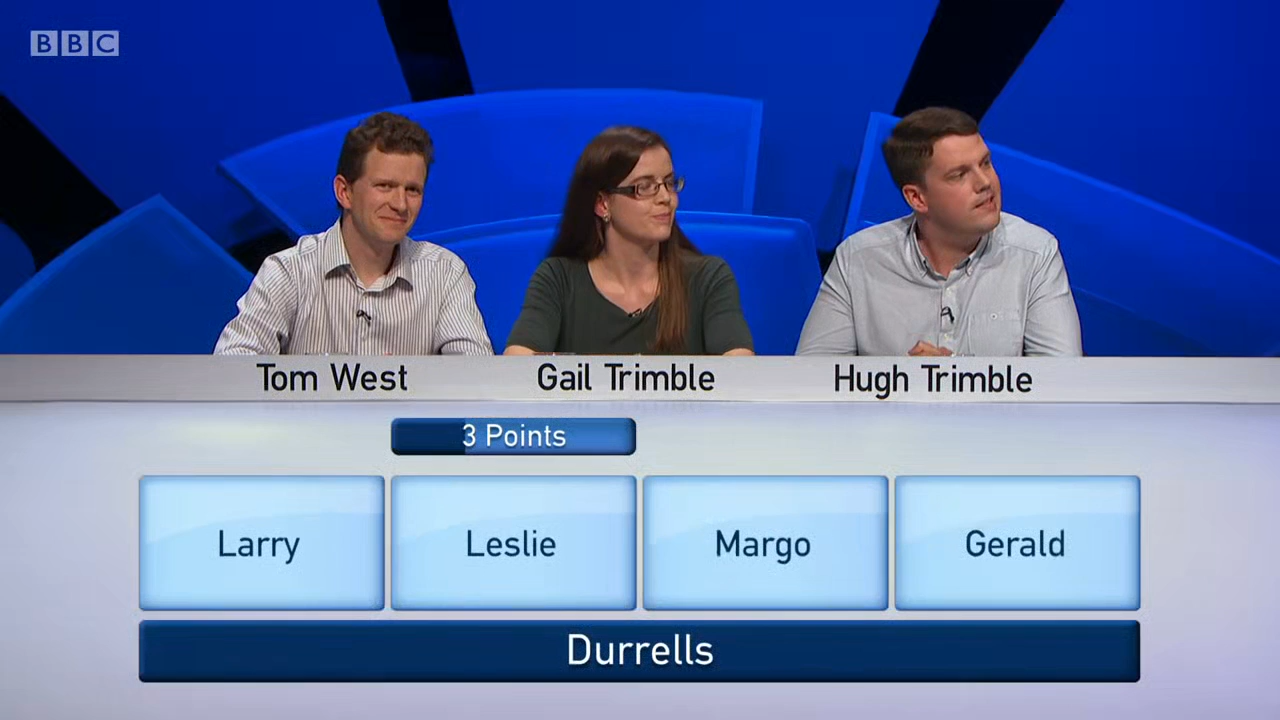 BBC
Tom West Gail Trimble Hugh Trimble
3 Points
Larry Leslie Margo Gerald
Durrells